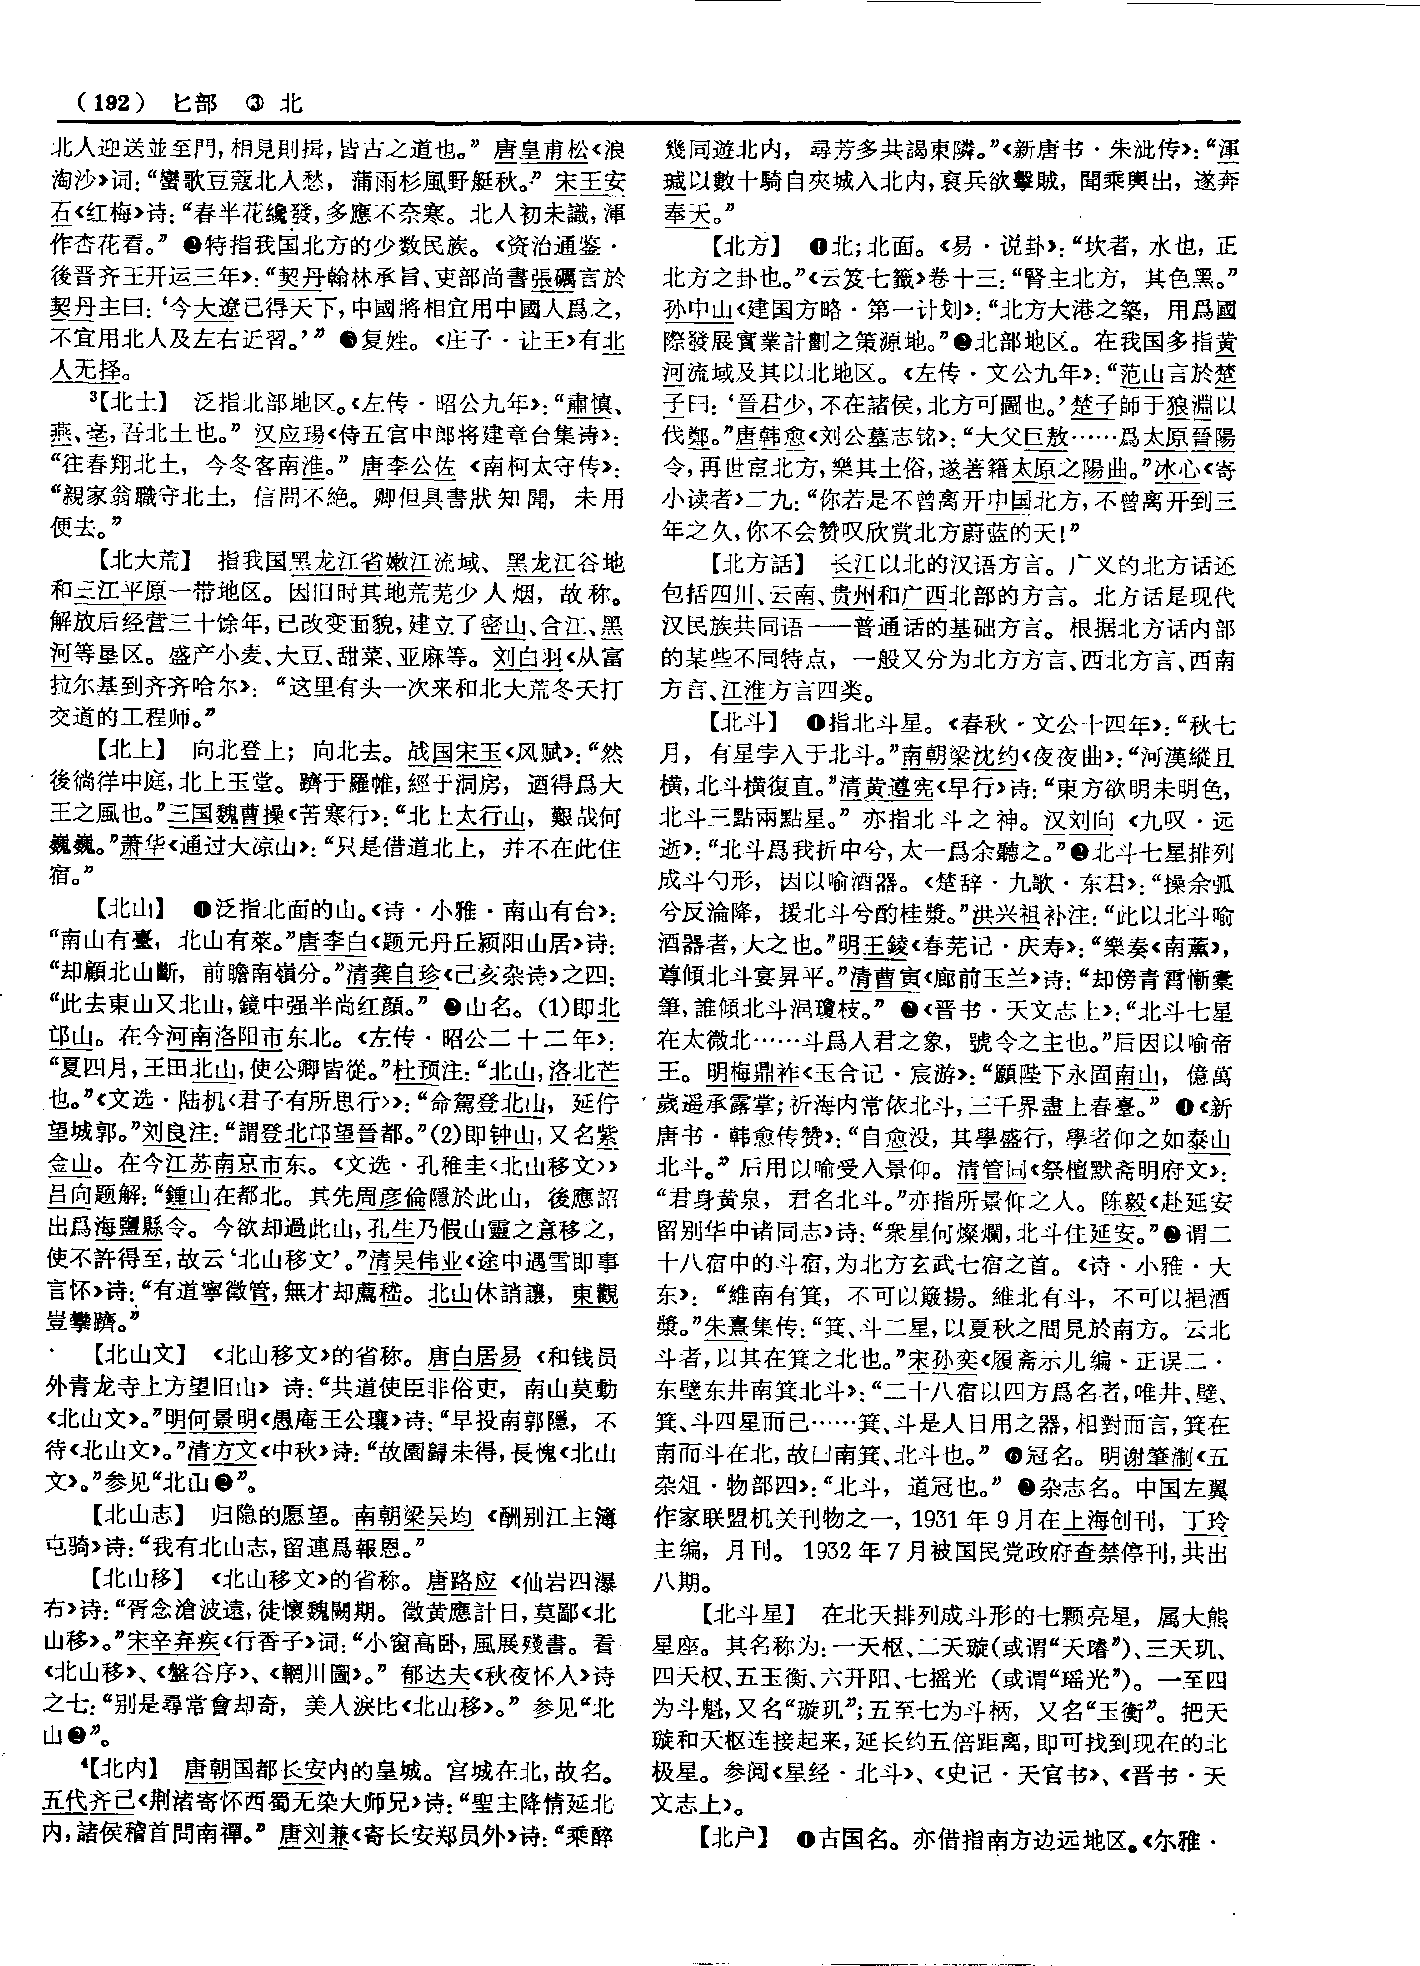 （192） 匕部 ③ 北
北人迎送並至門，相見則揖，皆古之道也。”唐皇甫松《浪
淘沙》词：“蠻歌豆蔻北人愁，蒲雨杉風野艇秋。”宋王安
石《红梅》诗：“春半花纔發，多應不奈寒。北人初未識，渾
作杏花看。”❷特指我国北方的少数民族。《资治通鉴·
後晋齐王开运三年》：“契丹翰林承旨、吏部尚書張礪言於
契丹主曰：‘今大遼已得天下，中國將相宜用中國人爲之，
不宜用北人及左右近習。’”❸复姓。《庄子·让王》有北
人无择。
³【北土】 泛指北部地区。《左传·昭公九年》：“肅慎、
燕、亳，吾北土也。”汉应瑒《侍五官中郎将建章台集诗》：
“往春翔北土，今冬客南淮。”唐李公佐《南柯太守传》：
“親家翁職守北土，信問不絶。卿但具書狀知聞，未用
便去。”
【北大荒】 指我国黑龙江省嫩江流域、黑龙江谷地
和三江平原一带地区。因旧时其地荒芜少人烟，故称。
解放后经营三十馀年，已改变面貌，建立了密山、合江、黑
河等垦区。盛产小麦、大豆、甜菜、亚麻等。刘白羽《从富
拉尔基到齐齐哈尔》：“这里有头一次来和北大荒冬天打
交道的工程师。”
【北上】 向北登上；向北去。战国宋玉《风赋》：“然
後徜徉中庭，北上玉堂。躋于羅帷，經于洞房，迺得爲大
王之風也。”三国魏曹操《苦寒行》：“北上太行山，艱哉何
巍巍。”萧华《通过大凉山》：“只是借道北上，并不在此住
宿。”
【北山】 ❶泛指北面的山。《诗·小雅·南山有台》：
“南山有臺，北山有萊。”唐李白《题元丹丘颍阳山居》诗：
“却顧北山斷，前瞻南嶺分。”清龚自珍《己亥杂诗》之四：
“此去東山又北山，鏡中强半尚红顔。”❷山名。(1)即北
邙山。在今河南洛阳市东北。《左传·昭公二十二年》：
“夏四月，王田北山，使公卿皆從。”杜预注：“北山，洛北芒
也。”《文选·陆机〈君子有所思行〉》：“命駕登北山，延佇
望城郭。”刘良注：“謂登北邙望晉都。”(2)即钟山，又名紫
金山。在今江苏南京市东。《文选·孔稚圭〈北山移文〉》
吕向题解：“鍾山在都北。其先周彦倫隱於此山，後應詔
出爲海鹽縣令。今欲却過此山，孔生乃假山靈之意移之，
使不許得至，故云‘北山移文’。”清吴伟业《途中遇雪即事
言怀》诗：“有道寧徵管，無才却薦嵇。北山休誚讓，東觀
豈攀躋。”
【北山文】 《北山移文》的省称。唐白居易《和钱员
外青龙寺上方望旧山》诗：“共道使臣非俗吏，南山莫動
《北山文》。”明何景明《愚庵王公瓌》诗：“早投南郭隱，不
待《北山文》。”清方文《中秋》诗：“故園歸未得，長愧《北山
文》。”参见“北山❷”。
【北山志】 归隐的愿望。南朝梁吴均《酬别江主簿
屯骑》诗：“我有北山志，留連爲報恩。”
【北山移】 《北山移文》的省称。唐路应《仙岩四瀑
布》诗：“胥念滄波遠，徒懷魏闕期。徵黄應計日，莫鄙《北
山移》。”宋辛弃疾《行香子》词：“小窗高卧，風展殘書。看
《北山移》、《盤谷序》、《輞川圖》。”郁达夫《秋夜怀人》诗
之七：“别是尋常會却奇，美人淚比《北山移》。”参见“北
山❷”。
⁴【北内】 唐朝国都长安内的皇城。宫城在北，故名。
五代齐己《荆渚寄怀西蜀无染大师兄》诗：“聖主降情延北
内，諸侯稽首問南禪。”唐刘兼《寄长安郑员外》诗：“乘醉
幾同遊北内，尋芳多共謁東隣。”《新唐书·朱泚传》：“渾
瑊以數十騎自夾城入北内，裒兵欲擊賊，聞乘輿出，遂奔
奉天。”
【北方】 ❶北；北面。《易·说卦》：“坎者，水也，正
北方之卦也。”《云笈七籤》卷十三：“腎主北方，其色黑。”
孙中山《建国方略·第一计划》：“北方大港之築，用爲國
際發展實業計劃之策源地。”❷北部地区。在我国多指黄
河流域及其以北地区。《左传·文公九年》：“范山言於楚
子曰：‘晉君少，不在諸侯，北方可圖也。’楚子師于狼淵以
伐鄭。”唐韩愈《刘公墓志铭》：“大父巨敖……爲太原晉陽
令，再世宦北方，樂其土俗，遂著籍太原之陽曲。”冰心《寄
小读者》二九：“你若是不曾离开中国北方，不曾离开到三
年之久，你不会赞叹欣赏北方蔚蓝的天！”
【北方話】 长江以北的汉语方言。广义的北方话还
包括四川、云南、贵州和广西北部的方言。北方话是现代
汉民族共同语——普通话的基础方言。根据北方话内部
的某些不同特点，一般又分为北方方言、西北方言、西南
方言、江淮方言四类。
【北斗】 ❶指北斗星。《春秋·文公十四年》：“秋七
月，有星孛入于北斗。”南朝梁沈约《夜夜曲》：“河漢縱且
横，北斗横復直。”清黄遵宪《早行》诗：“東方欲明未明色，
北斗三點兩點星。”亦指北斗之神。汉刘向《九叹·远
逝》：“北斗爲我折中兮，太一爲余聽之。”❷北斗七星排列
成斗勺形，因以喻酒器。《楚辞·九歌·东君》：“操余弧
兮反淪降，援北斗兮酌桂漿。”洪兴祖补注：“此以北斗喻
酒器者，大之也。”明王錂《春芜记·庆寿》：“樂奏《南薰》，
尊傾北斗宴昇平。”清曹寅《廊前玉兰》诗：“却傍青霄慚橐
筆，誰傾北斗浥瓊枝。”❸《晋书·天文志上》：“北斗七星
在太微北……斗爲人君之象，號令之主也。”后因以喻帝
王。明梅鼎祚《玉合记·宸游》：“願陛下永固南山，億萬
歲遥承露掌；祈海内常依北斗，三千界盡上春臺。”❹《新
唐书·韩愈传赞》：“自愈没，其學盛行，學者仰之如泰山
北斗。”后用以喻受人景仰。清管同《祭檀默斋明府文》：
“君身黄泉，君名北斗。”亦指所景仰之人。陈毅《赴延安
留别华中诸同志》诗：“衆星何燦爛，北斗住延安。”❺谓二
十八宿中的斗宿，为北方玄武七宿之首。《诗·小雅·大
东》：“維南有箕，不可以簸揚。維北有斗，不可以挹酒
漿。”朱熹集传：“箕、斗二星，以夏秋之間見於南方。云北
斗者，以其在箕之北也。”宋孙奕《履斋示儿编·正误二·
东壁东井南箕北斗》：“二十八宿以四方爲名者，唯井、壁、
箕、斗四星而已……箕、斗是人日用之器，相對而言，箕在
南而斗在北，故曰南箕、北斗也。”❻冠名。明谢肇淛《五
杂俎·物部四》：“北斗，道冠也。”❼杂志名。中国左翼
作家联盟机关刊物之一，1931年9月在上海创刊，丁玲
主编，月刊。1932年7月被国民党政府查禁停刊，共出
八期。
【北斗星】 在北天排列成斗形的七颗亮星，属大熊
星座。其名称为：一天枢、二天璇（或谓“天璿”）、三天玑、
四天权、五玉衡、六开阳、七摇光（或谓“瑶光”）。一至四
为斗魁，又名“璇玑”；五至七为斗柄，又名“玉衡”。把天
璇和天枢连接起来，延长约五倍距离，即可找到现在的北
极星。参阅《星经·北斗》、《史记·天官书》、《晋书·天
文志上》。
【北户】 ❶古国名。亦借指南方边远地区。《尔雅·